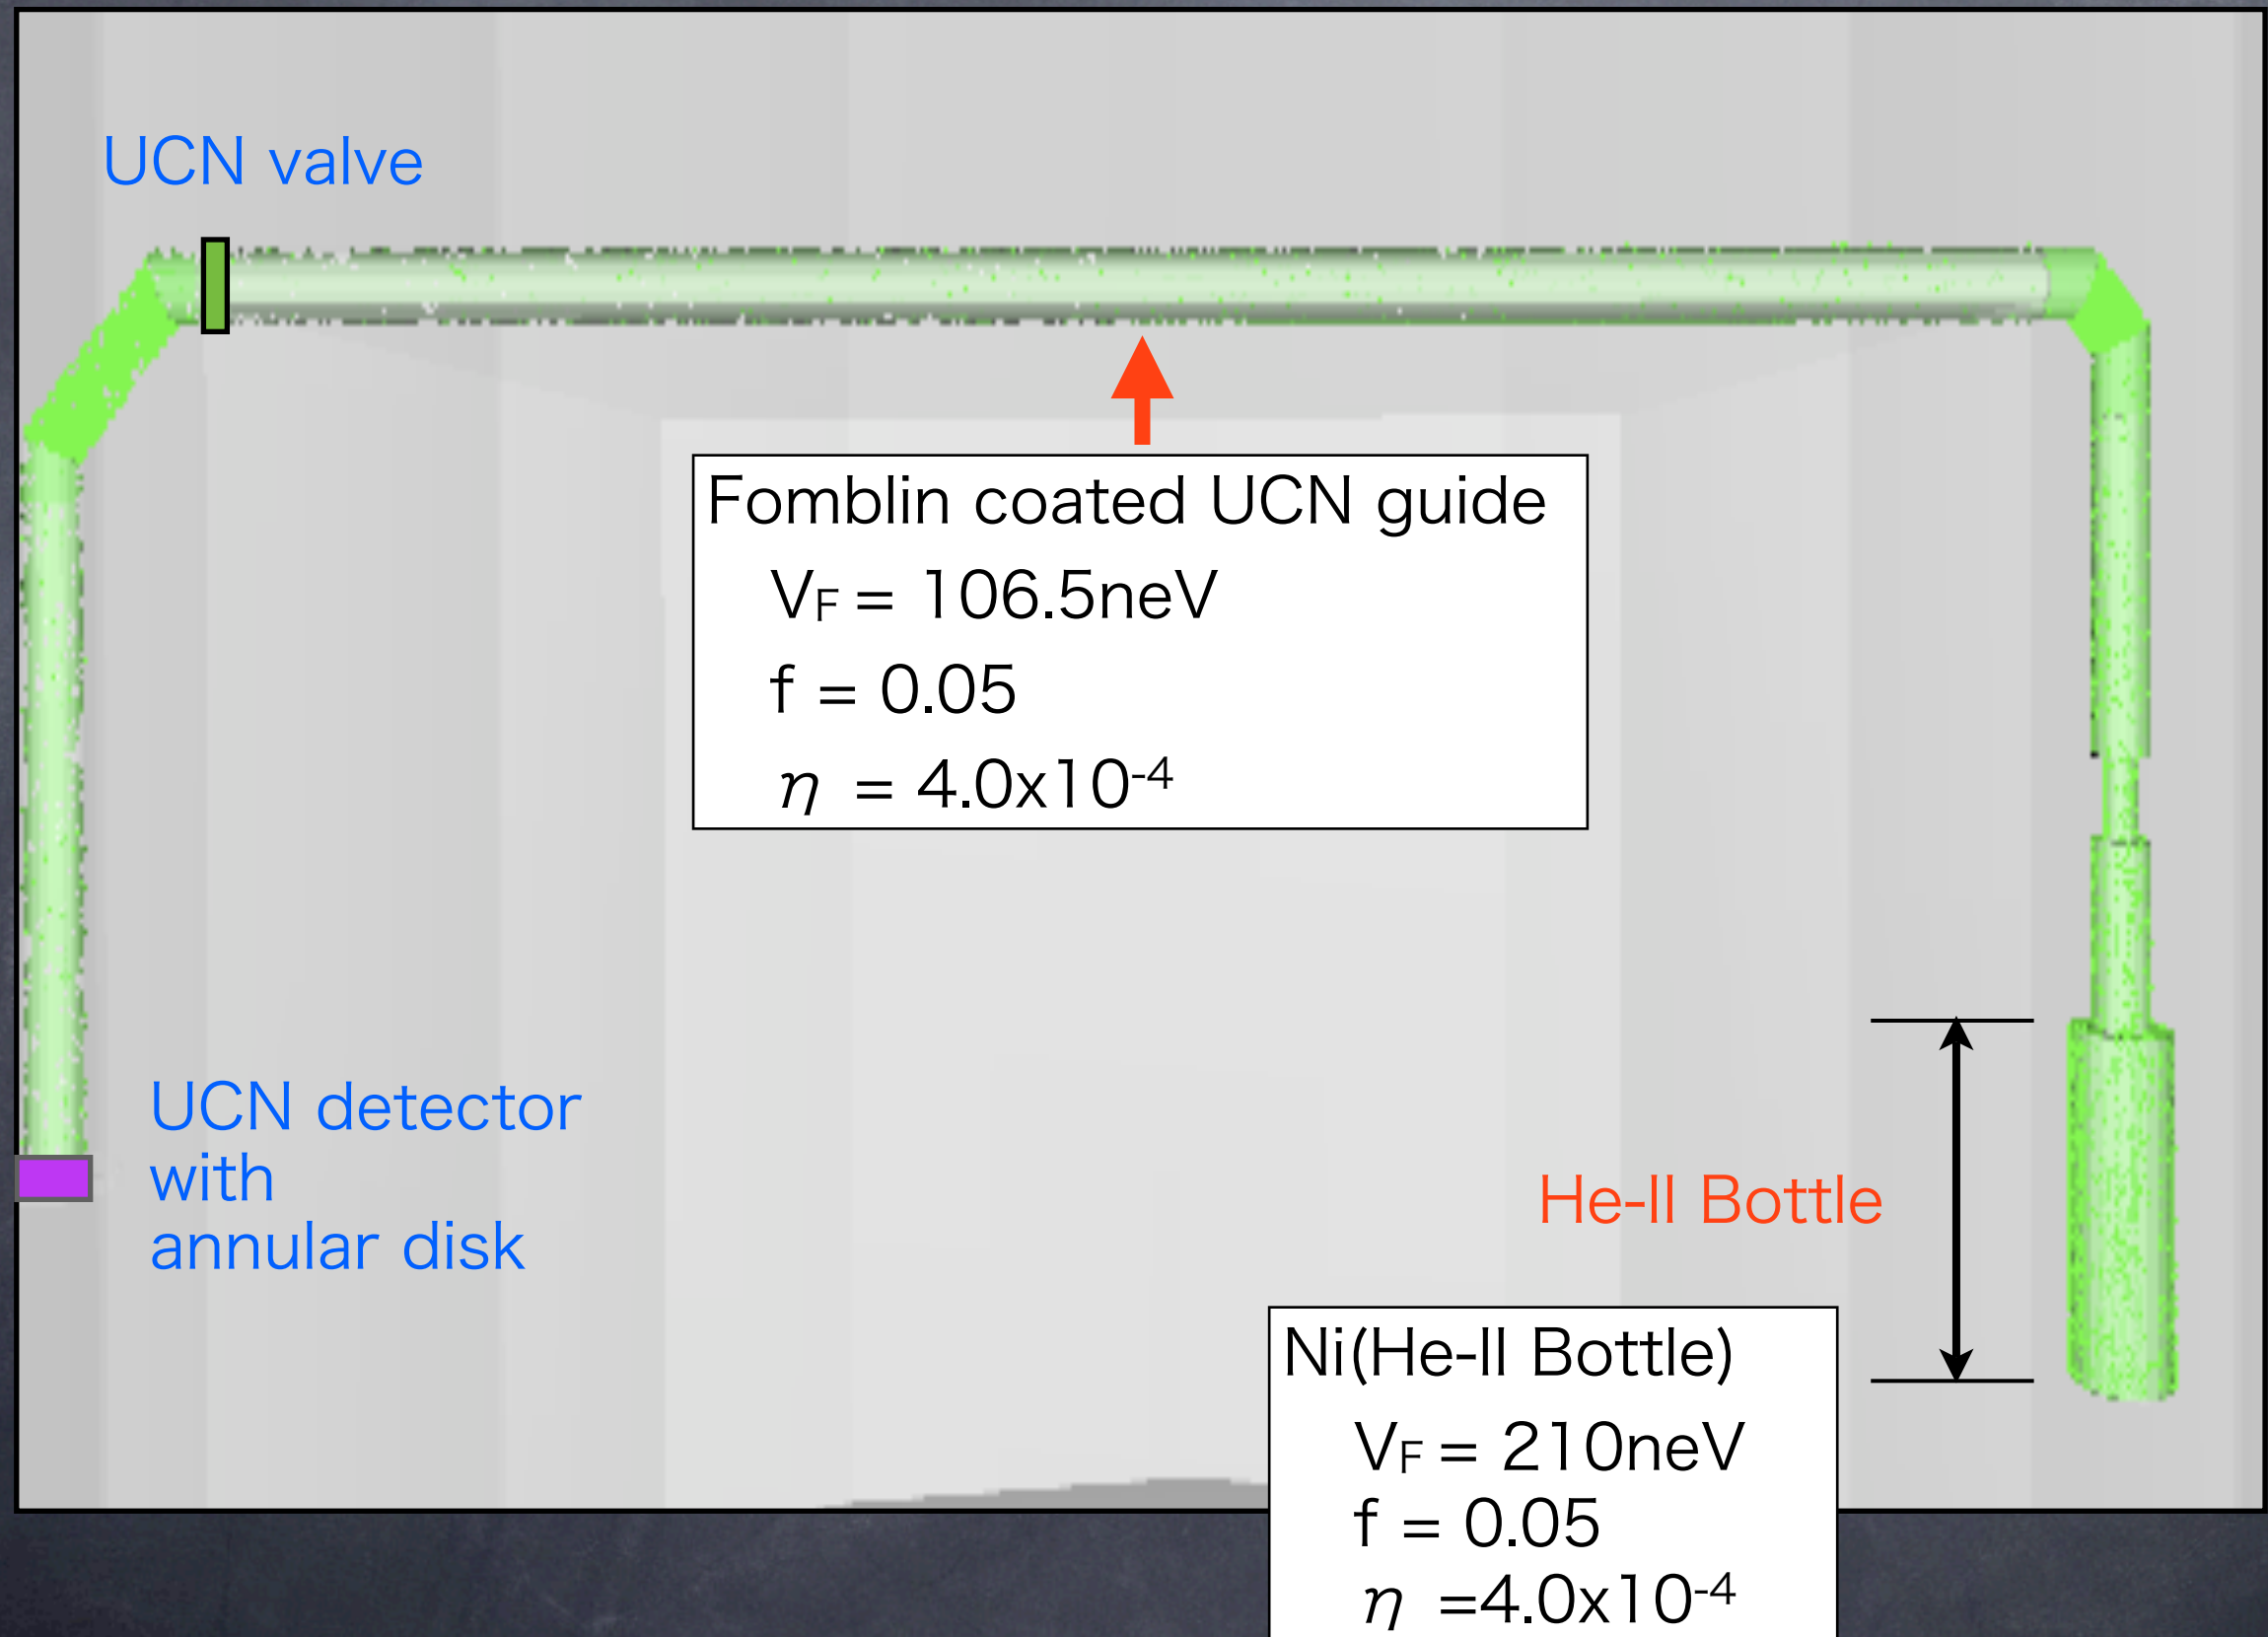 UCN valve
Fomblin coated UCN guide
VF = 106.5neV
f = 0.05
η = 4.0x10-4
UCN detector
with
annular disk
He-II Bottle
Ni(He-II Bottle)
VF = 210neV
f = 0.05
η =4.0x10-4